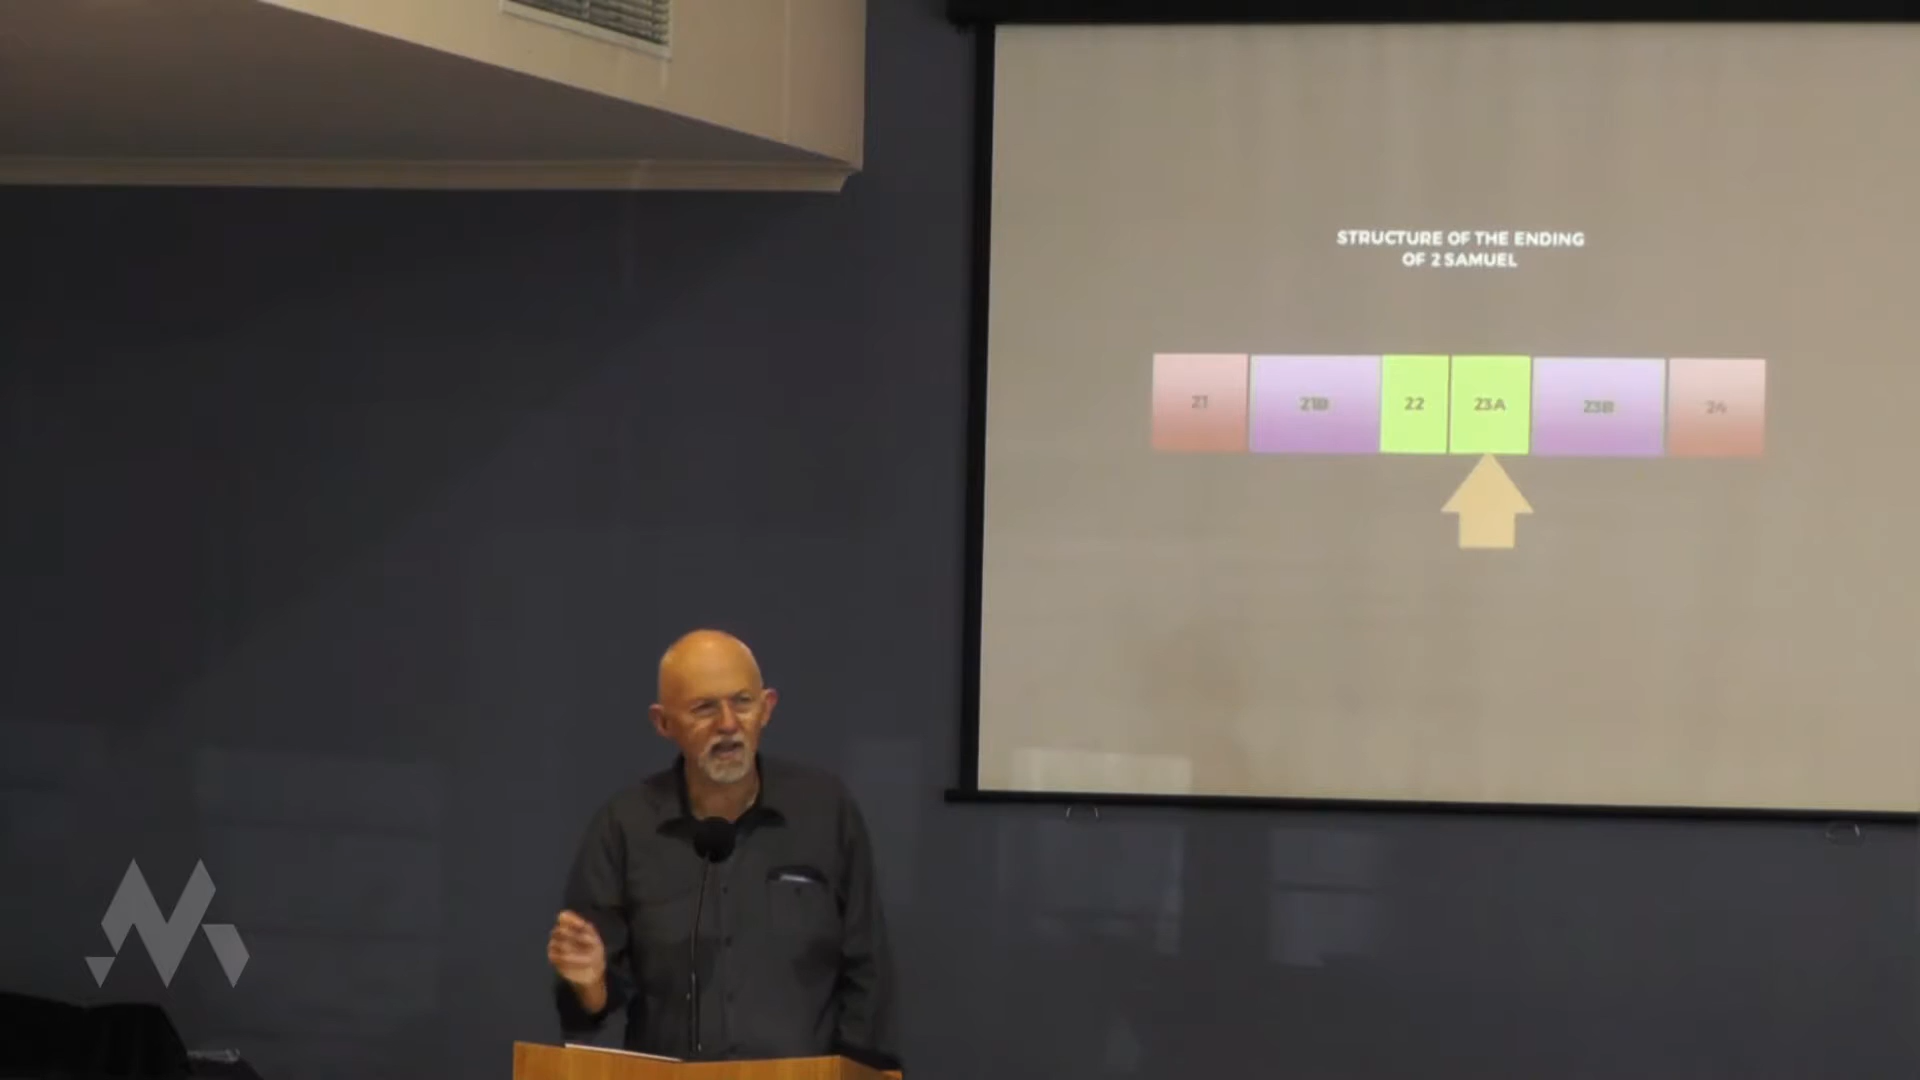 STRUCTURE OF THE ENDING
OF 2 SAMUEL
21 21B 22 23A 23B 24